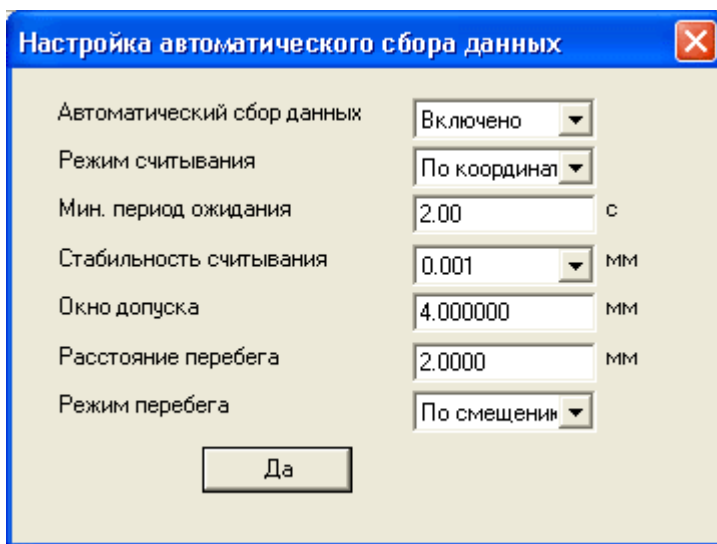 Настройка автоматического сбора данных
Автоматический сбор данных Включено
Режим считывания По координат
Мин. период ожидания 2.00 с
Стабильность считывания 0.001 мм
Окно допуска 4.000000 мм
Расстояние перебега 2.0000 мм
Режим перебега По смещению
Да